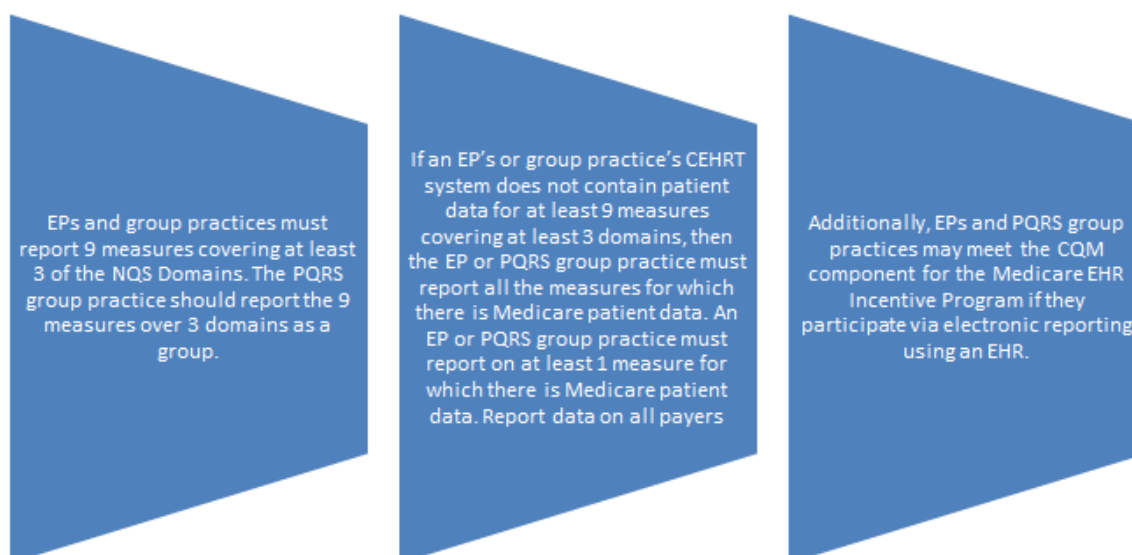 EPs and group practices must
report 9 measures covering at least
3 of the NQS Domains. The PQRS
group practice should report the 9
measures over 3 domains as a
group.
If an EP's or group practice's CEHRT
system does not contain patient
data for at least 9 measures
covering at least 3 domains, then
the EP or PQRS group practice must
report all the measures for which
there is Medicare patient data. An
EP or PQRS group practice must
report on at least 1 measure for
which there is Medicare patient
data. Report data on all payers
Additionally, EPs and PQRS group
practices may meet the CQM
component for the Medicare EHR
Incentive Program if they
participate via electronic reporting
using an EHR.